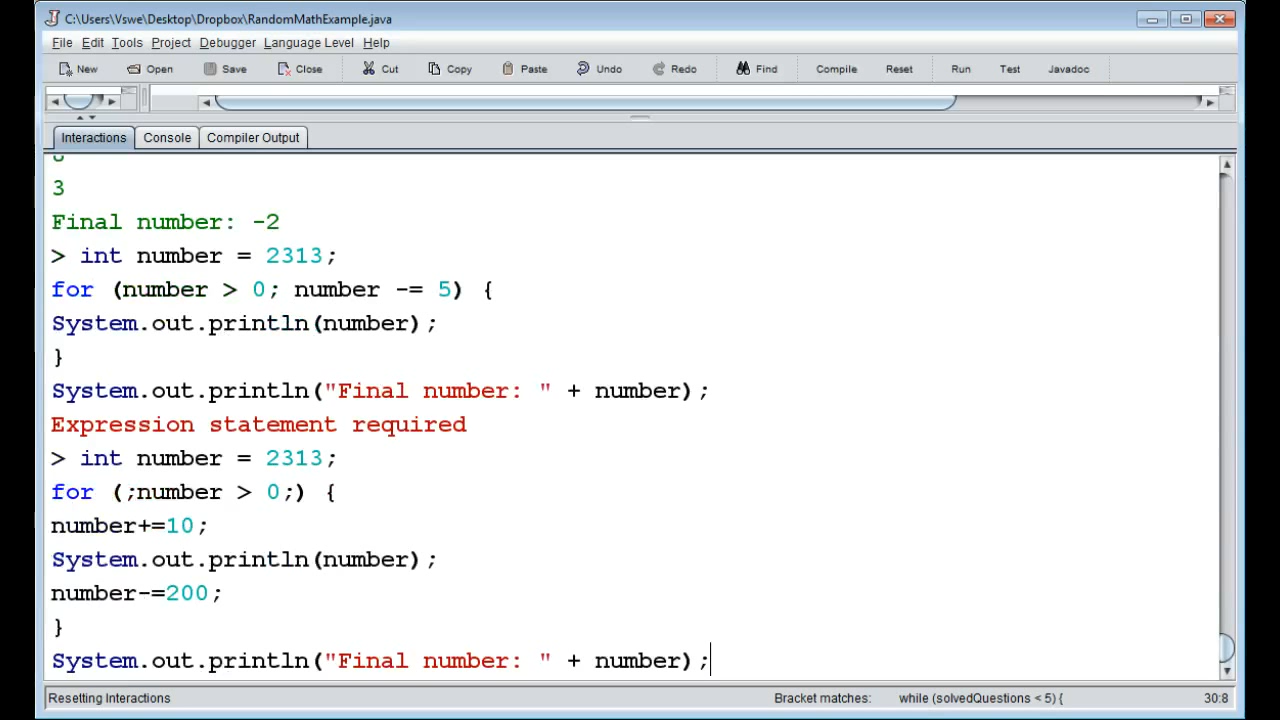 C:\Users\Vswe\Desktop\Dropbox\RandomMathExample.java
File Edit Tools Project Debugger Language Level Help
New Open Save Close Cut Copy Paste Undo Redo Find Compile Reset Run Test Javadoc
Interactions Console Compiler Output
3
Final number: -2
> int number = 2313;
for (number > 0; number -= 5) {
System.out.println(number);
}
System.out.println("Final number: " + number);
Expression statement required
> int number = 2313;
for (;number > 0;) {
number+=10;
System.out.println(number);
number-=200;
}
System.out.println("Final number: " + number);
Resetting Interactions Bracket matches: while (solvedQuestions < 5) { 30:8